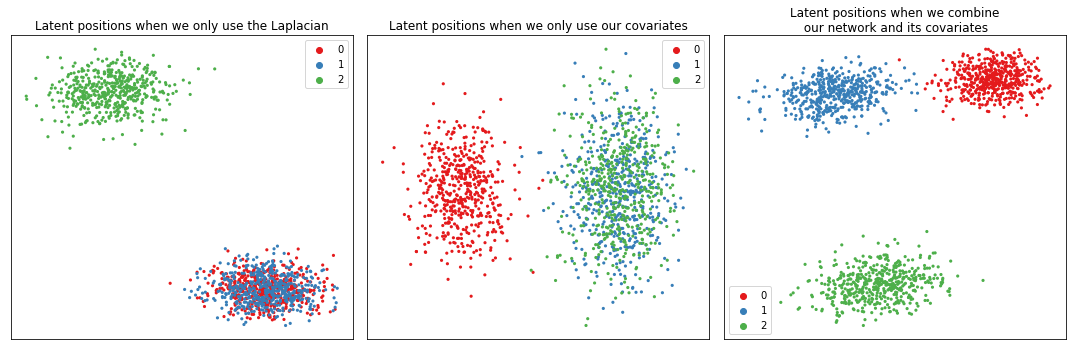 Latent positions when we only use the Laplacian
0
1
2
Latent positions when we only use our covariates
0
1
2
Latent positions when we combine
our network and its covariates
0
1
2